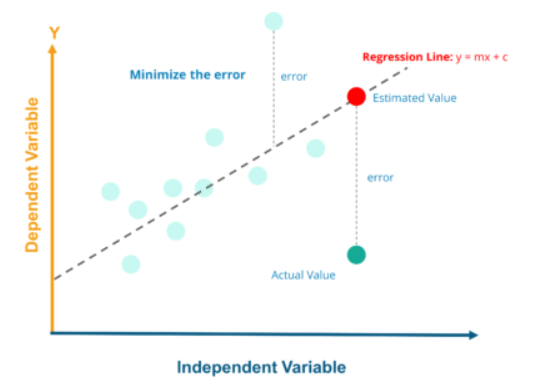 Y
Regression Line: y = mx + c
Minimize the error
error
Estimated Value
Dependent Variable
error
Actual Value
Independent Variable